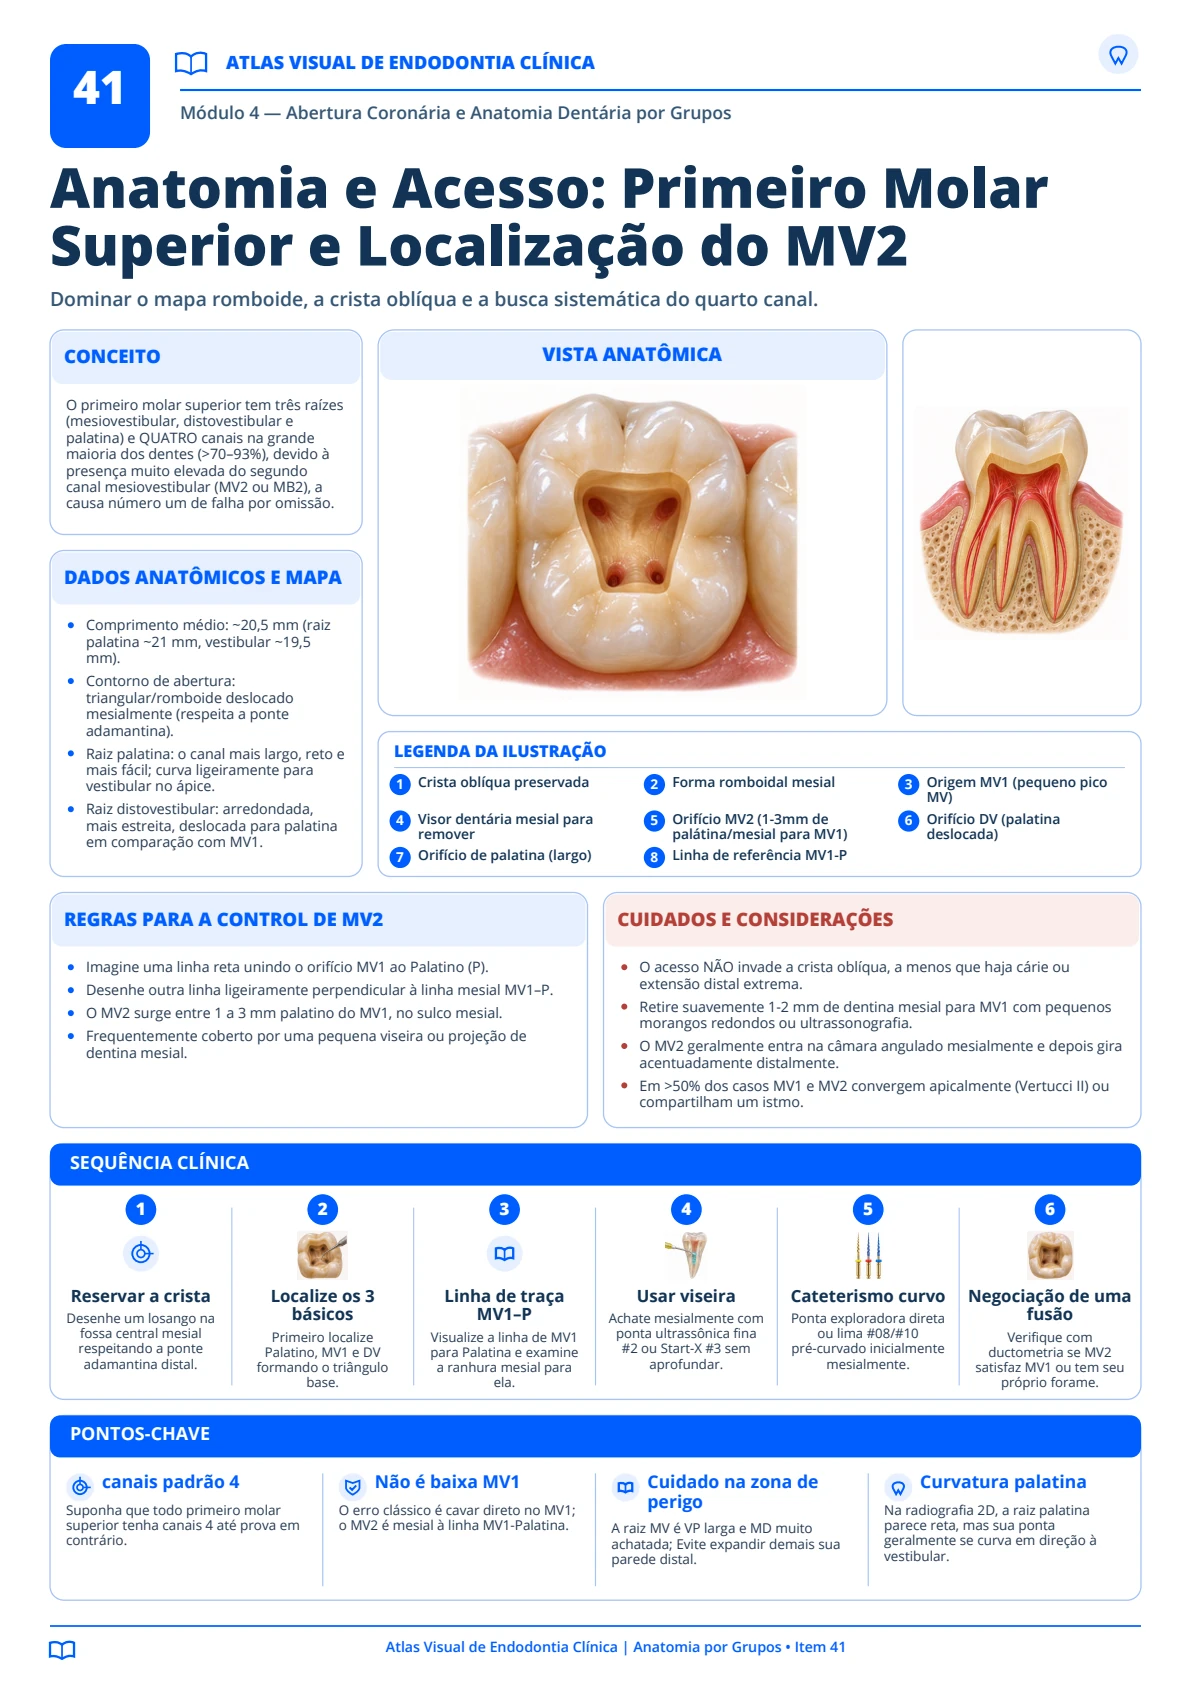 41
ATLAS VISUAL DE ENDODONTIA CLÍNICA
Módulo 4 — Abertura Coronária e Anatomia Dentária por Grupos
Anatomia e Acesso: Primeiro Molar
Superior e Localização do MV2
Dominar o mapa romboide, a crista oblíqua e a busca sistemática do quarto canal.
CONCEITO
O primeiro molar superior tem três raízes
(mesiovestibular, distovestibular e
palatina) e QUATRO canais na grande
maioria dos dentes (>70–93%), devido à
presença muito elevada do segundo
canal mesiovestibular (MV2 ou MB2), a
causa número um de falha por omissão.
DADOS ANATÔMICOS E MAPA
Comprimento médio: ~20,5 mm (raiz
palatina ~21 mm, vestibular ~19,5
mm).
Contorno de abertura:
triangular/romboide deslocado
mesialmente (respeita a ponte
adamantina).
Raiz palatina: o canal mais largo, reto e
mais fácil; curva ligeiramente para
vestibular no ápice.
Raiz distovestibular: arredondada,
mais estreita, deslocada para palatina
em comparação com MV1.
VISTA ANATÔMICA
LEGENDA DA ILUSTRAÇÃO
1 Crista oblíqua preservada
2 Forma romboidal mesial
3 Origem MV1 (pequeno pico
MV)
4 Visor dentária mesial para
remover
5 Orifício MV2 (1-3mm de
palátina/mesial para MV1)
6 Orifício DV (palatina
deslocada)
7 Orifício de palatina (largo)
8 Linha de referência MV1-P
REGRAS PARA A CONTROL DE MV2
Imagine uma linha reta unindo o orifício MV1 ao Palatino (P).
Desenhe outra linha ligeiramente perpendicular à linha mesial MV1–P.
O MV2 surge entre 1 a 3 mm palatino do MV1, no sulco mesial.
Frequentemente coberto por uma pequena viseira ou projeção de
dentina mesial.
CUIDADOS E CONSIDERAÇÕES
O acesso NÃO invade a crista oblíqua, a menos que haja cárie ou
extensão distal extrema.
Retire suavemente 1-2 mm de dentina mesial para MV1 com pequenos
morangos redondos ou ultrassonografia.
O MV2 geralmente entra na câmara angulado mesialmente e depois gira
acentuadamente distalmente.
Em >50% dos casos MV1 e MV2 convergem apicalmente (Vertucci II) ou
compartilham um istmo.
SEQUÊNCIA CLÍNICA
1
Reservar a crista
Desenhe um losango na
fossa central mesial
respeitando a ponte
adamantina distal.
2
Localize os 3
básicos
Primeiro localize
Palatino, MV1 e DV
formando o triângulo
base.
3
Linha de traça
MV1–P
Visualize a linha de MV1
para Palatina e examine
a ranhura mesial para
ela.
4
Usar viseira
Achate mesialmente com
ponta ultrassônica fina
#2 ou Start-X #3 sem
aprofundar.
5
Cateterismo curvo
Ponta exploradora direta
ou lima #08/#10
pré-curvado inicialmente
mesialmente.
6
Negociação de uma
fusão
Verifique com
ductometria se MV2
satisfaz MV1 ou tem seu
próprio forame.
PONTOS-CHAVE
canais padrão 4
Suponha que todo primeiro molar
superior tenha canais 4 até prova em
contrário.
Não é baixa MV1
O erro clássico é cavar direto no MV1;
o MV2 é mesial à linha MV1-Palatina.
Cuidado na zona de
perigo
A raiz MV é VP larga e MD muito
achatada; Evite expandir demais sua
parede distal.
Curvatura palatina
Na radiografia 2D, a raiz palatina
parece reta, mas sua ponta
geralmente se curva em direção à
vestibular.
Atlas Visual de Endodontia Clínica | Anatomia por Grupos • Item 41